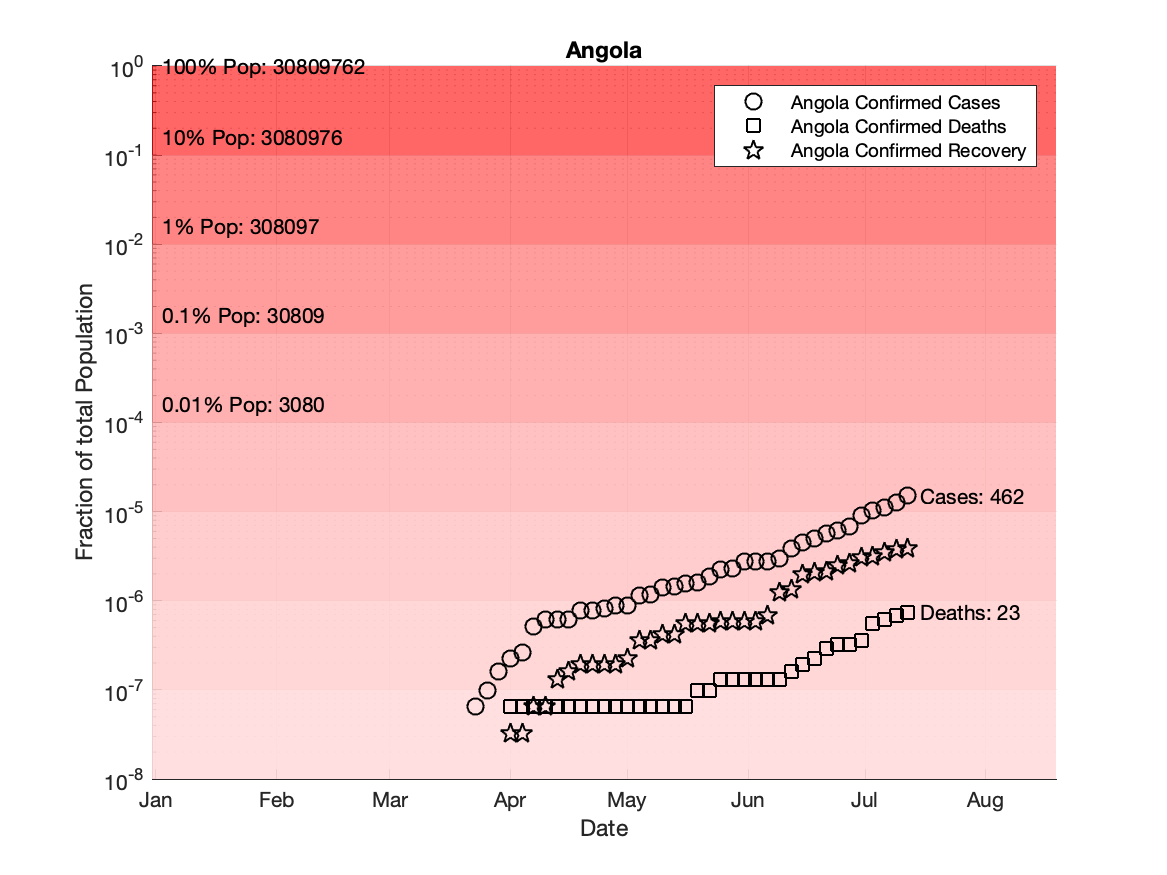 Angola
10^0
100% Pop: 30809762
Angola Confirmed Cases
Angola Confirmed Deaths
Angola Confirmed Recovery
10% Pop: 3080976
10^-1
1% Pop: 308097
10^-2
0.1% Pop: 30809
10^-3
0.01% Pop: 3080
10^-4
Fraction of total Population
Cases: 462
10^-5
10^-6
Deaths: 23
10^-7
10^-8
Jan Feb Mar Apr May Jun Jul Aug
Date